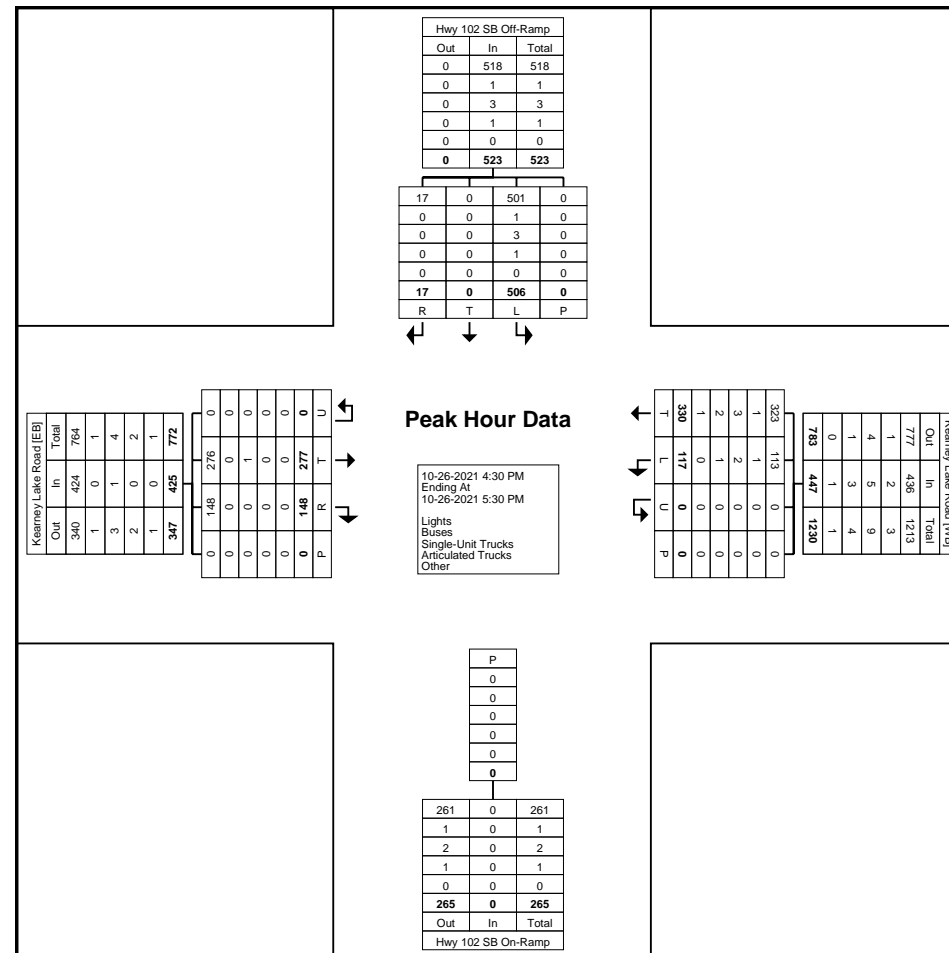 Hwy 102 SB Off-Ramp
Out In Total
0 518 518
0 1 1
0 3 3
0 1 1
0 0 0
0 523 523
17 0 501 0
0 0 1 0
0 0 3 0
0 0 1 0
0 0 0 0
17 0 506 0
R T L P
Kearney Lake Road [EB]
Out In Total
340 424 764
1 0 1
3 1 4
2 0 2
1 0 1
347 425 772
0 148 276 0
0 0 0 0
0 0 1 0
0 0 0 0
0 0 0 0
0 148 277 0
P R T U
Peak Hour Data
10-26-2021 4:30 PM
Ending At
10-26-2021 5:30 PM
Lights
Buses
Single-Unit Trucks
Articulated Trucks
Other
Kearney Lake Road [WB]
Out In Total
777 436 1213
1 2 3
4 5 9
1 3 4
0 1 1
783 447 1230
323 113 0 0
1 1 0 0
3 2 0 0
2 1 0 0
1 0 0 0
330 117 0 0
T L U P
P
0
0
0
0
0
0
261 0 261
1 0 1
2 0 2
1 0 1
0 0 0
265 0 265
Out In Total
Hwy 102 SB On-Ramp